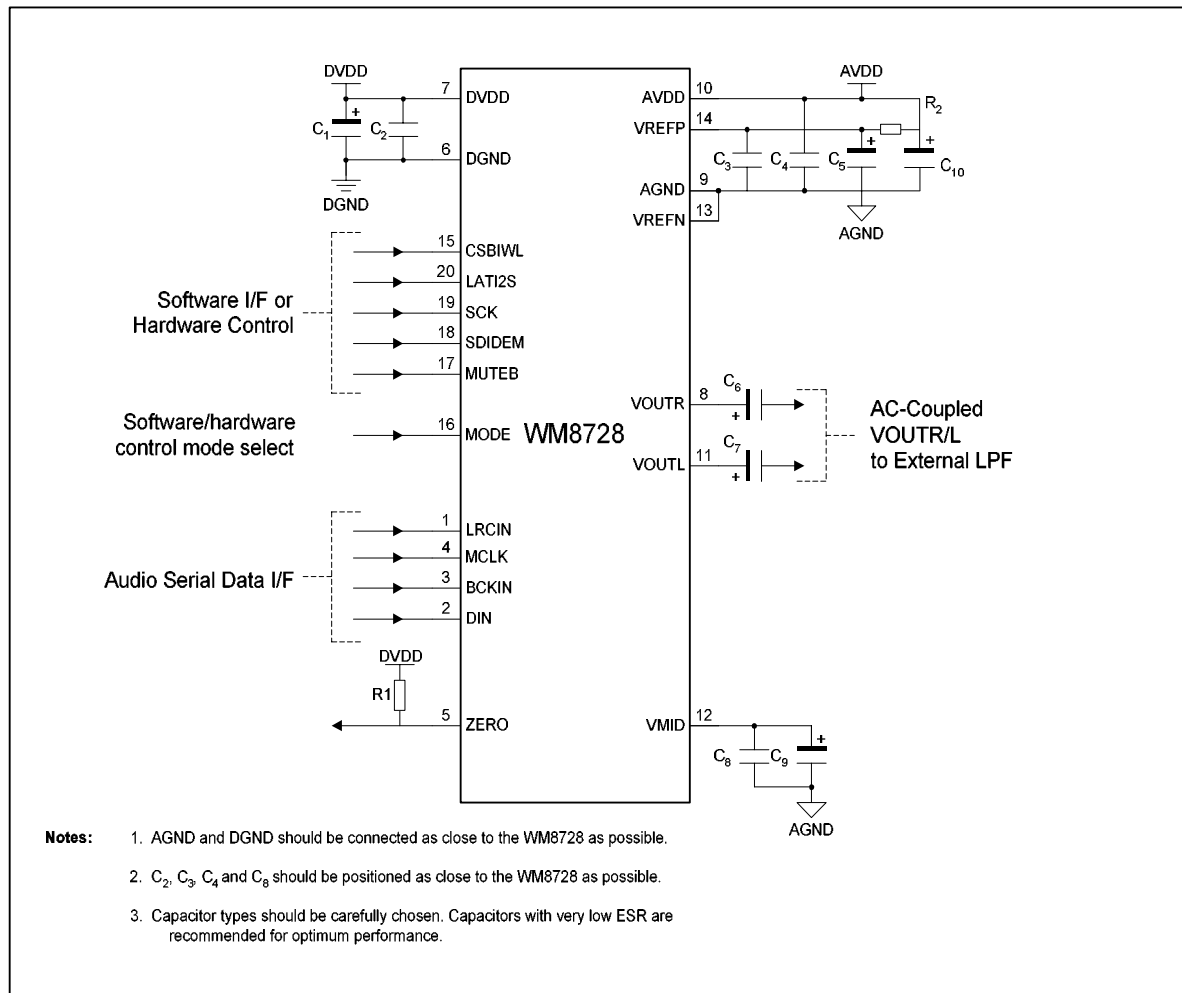 DVDD
7 DVDD
C1 + C2
6 DGND
DGND
15 CSBIWL
20 LATI2S
19 SCK
18 SDIDEM
17 MUTEB
Software I/F or
Hardware Control
16 MODE
Software/hardware
control mode select
1 LRCIN
4 MCLK
3 BCKIN
2 DIN
Audio Serial Data I/F
DVDD
R1
5 ZERO
WM8728
AVDD
AVDD 10
R2
VREFP 14
C3 C4 C5 + + C10
AGND 9
VREFN 13
AGND
VOUTR 8 C6 +
VOUTL 11 C7 +
AC-Coupled
VOUTR/L
to External LPF
VMID 12
C8 C9 +
AGND
Notes: 1. AGND and DGND should be connected as close to the WM8728 as possible.
2. C2, C3, C4 and C8 should be positioned as close to the WM8728 as possible.
3. Capacitor types should be carefully chosen. Capacitors with very low ESR are
recommended for optimum performance.